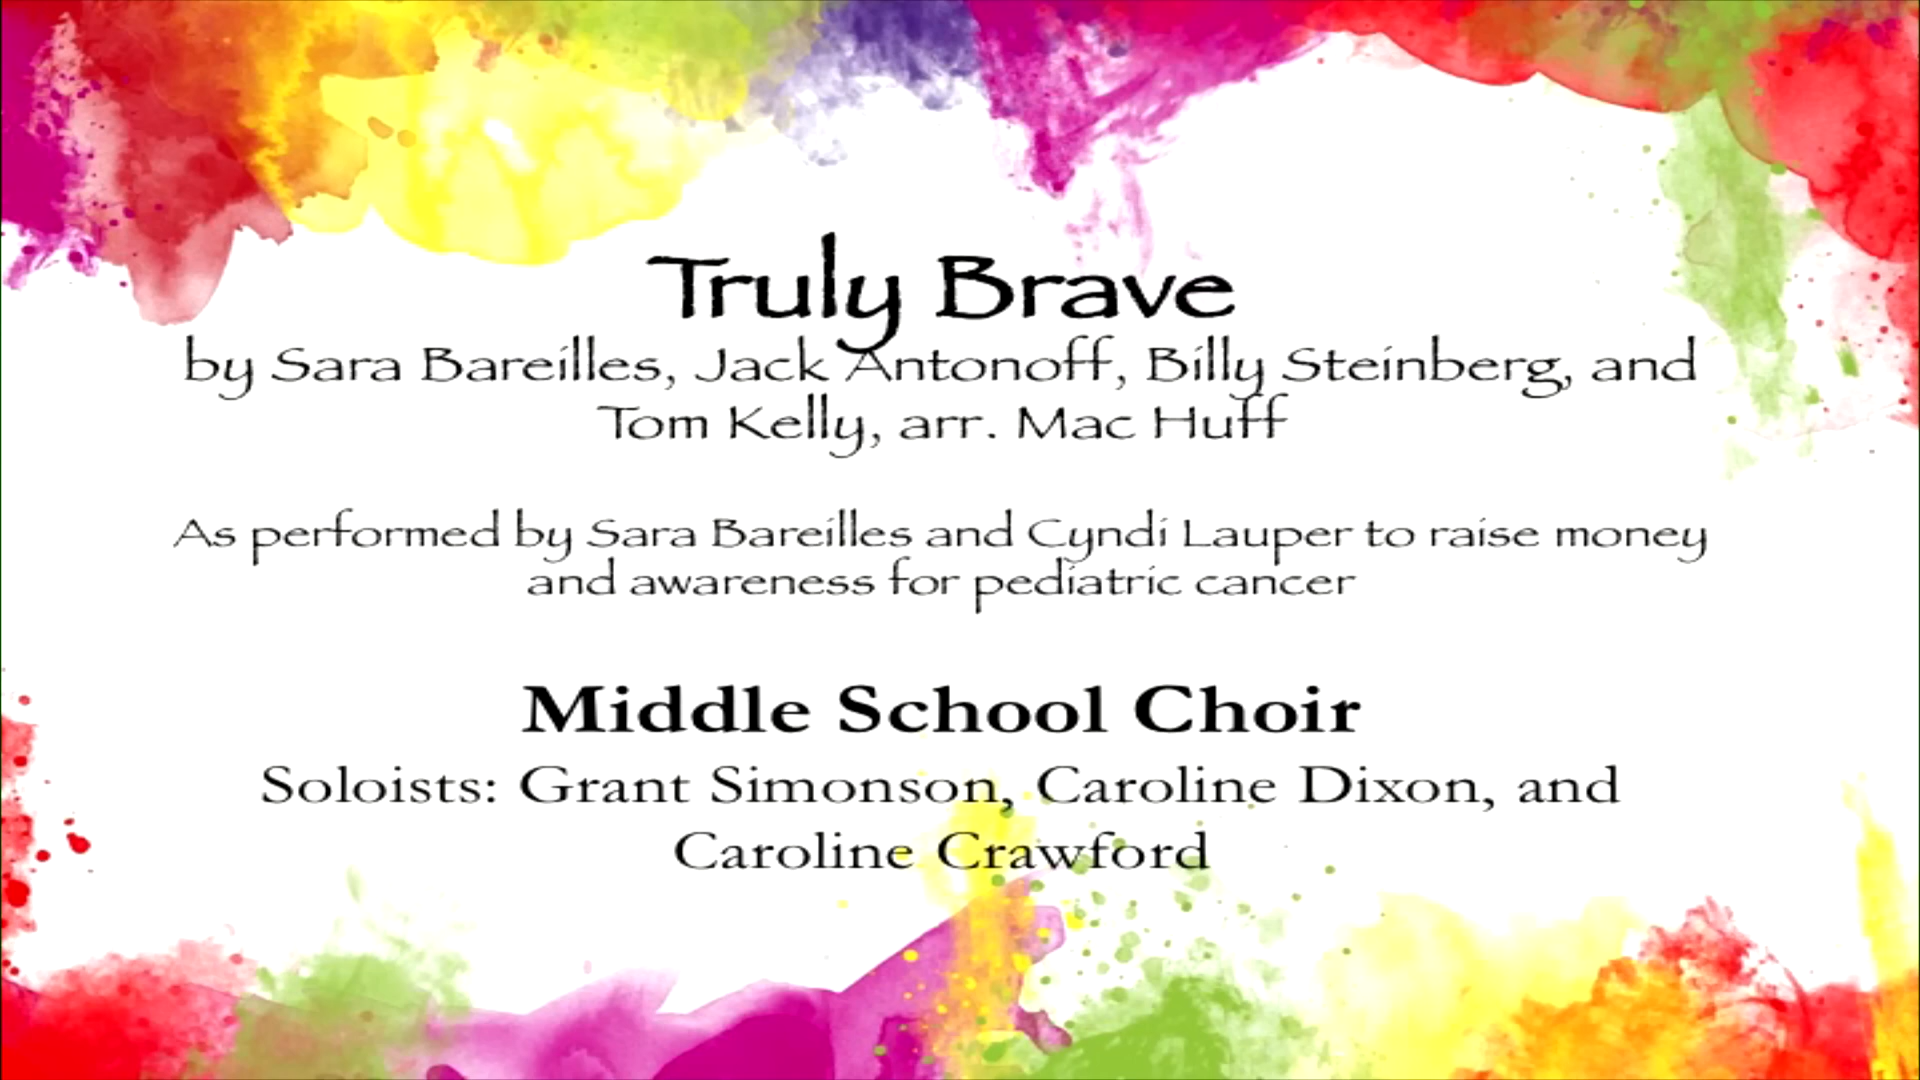 Truly Brave
by Sara Bareilles, Jack Antonoff, Billy Steinberg, and
Tom Kelly, arr. Mac Huff
As performed by Sara Bareilles and Cyndi Lauper to raise money
and awareness for pediatric cancer
Middle School Choir
Soloists: Grant Simonson, Caroline Dixon, and
Caroline Crawford